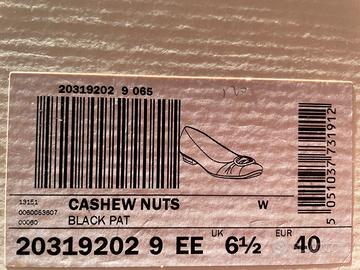 20319202 9 065
13151
0060053607
00060
CASHEW NUTS
W
BLACK PAT
5 051037 731912
20319202 9 EE UK 6½ EUR 40